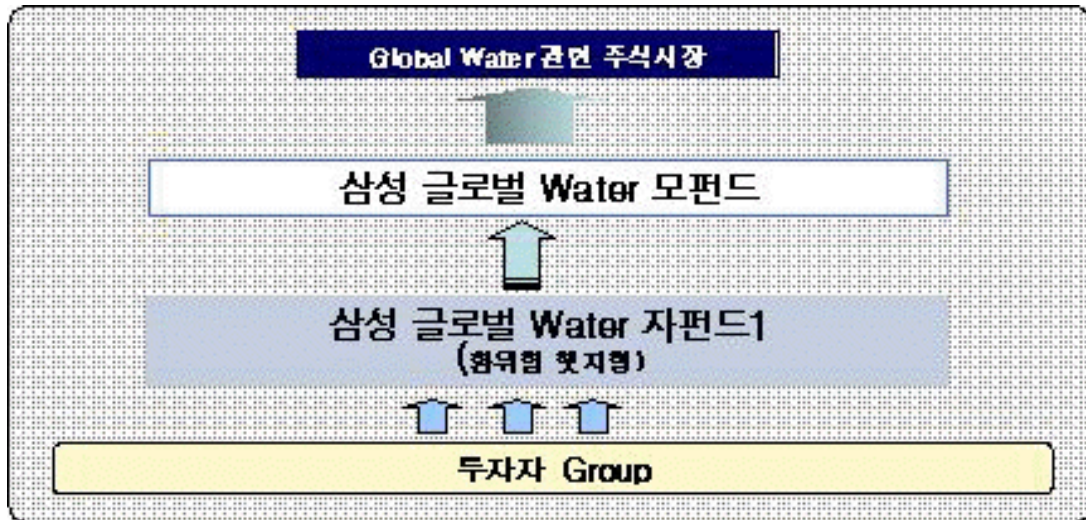 Global Water관련 주식시장
삼성 글로벌 Water 모펀드
삼성 글로벌 Water 자펀드1
(환위험 헷지형)
투자자 Group